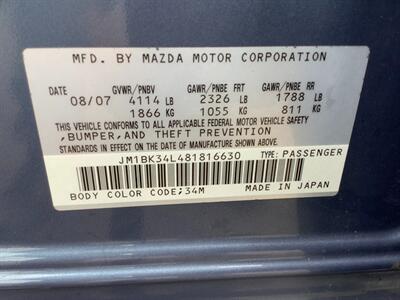 MFD. BY MAZDA MOTOR CORPORATION
DATE GVWR/PNBV GAWR/PNBE FRT GAWR/PNBE RR
08/07 4114 LB 2326 LB 1788 LB
1866 KG 1055 KG 811 KG
THIS VEHICLE CONFORMS TO ALL APPLICABLE FEDERAL MOTOR VEHICLE SAFETY
,BUMPER,AND THEFT PREVENTION
STANDARDS IN EFFECT ON THE DATE OF MANUFACTURE SHOWN ABOVE.
JM1BK34L481816630 TYPE: PASSENGER
BODY COLOR CODE;34M MADE IN JAPAN